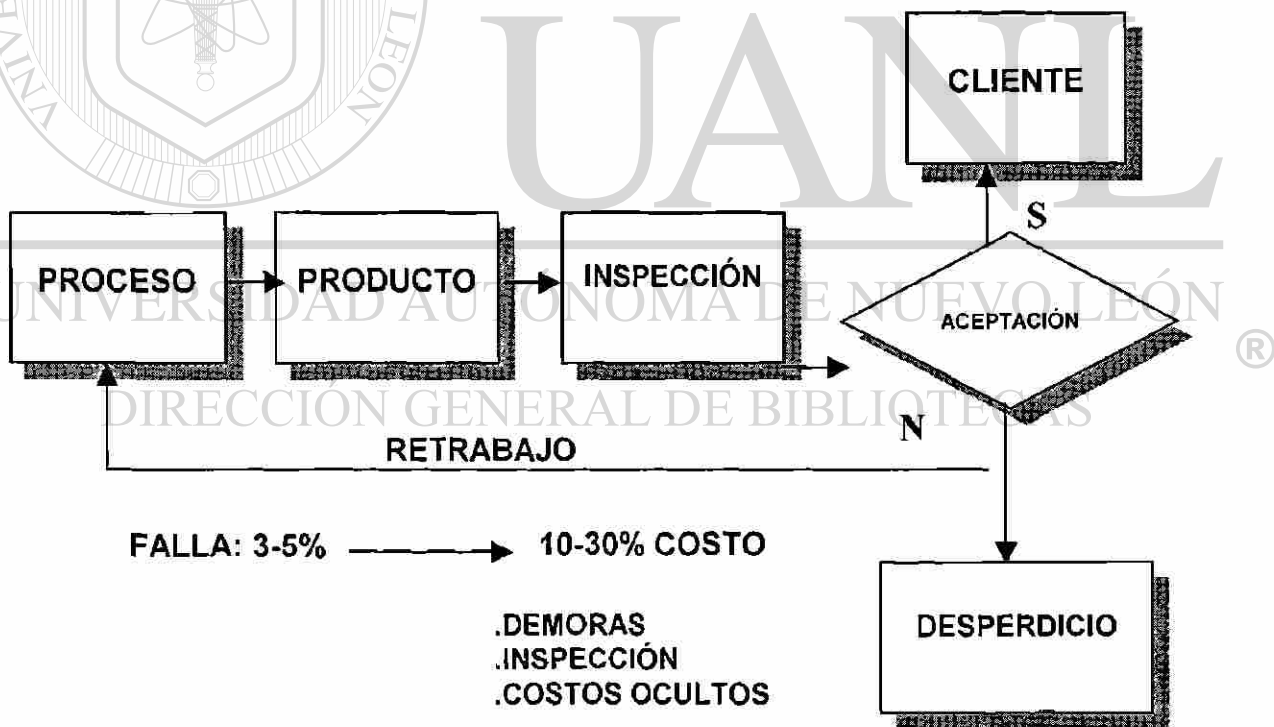 UANL
CLIENTE
S
PROCESO
PRODUCTO
INSPECCIÓN
ACEPTACIÓN
UNIVERSIDAD AUTÓNOMA DE NUEVO LEÓN
®
DIRECCIÓN GENERAL DE BIBLIOTECAS
N
RETRABAJO
FALLA: 3-5%
10-30% COSTO
DESPERDICIO
.DEMORAS
.INSPECCIÓN
.COSTOS OCULTOS